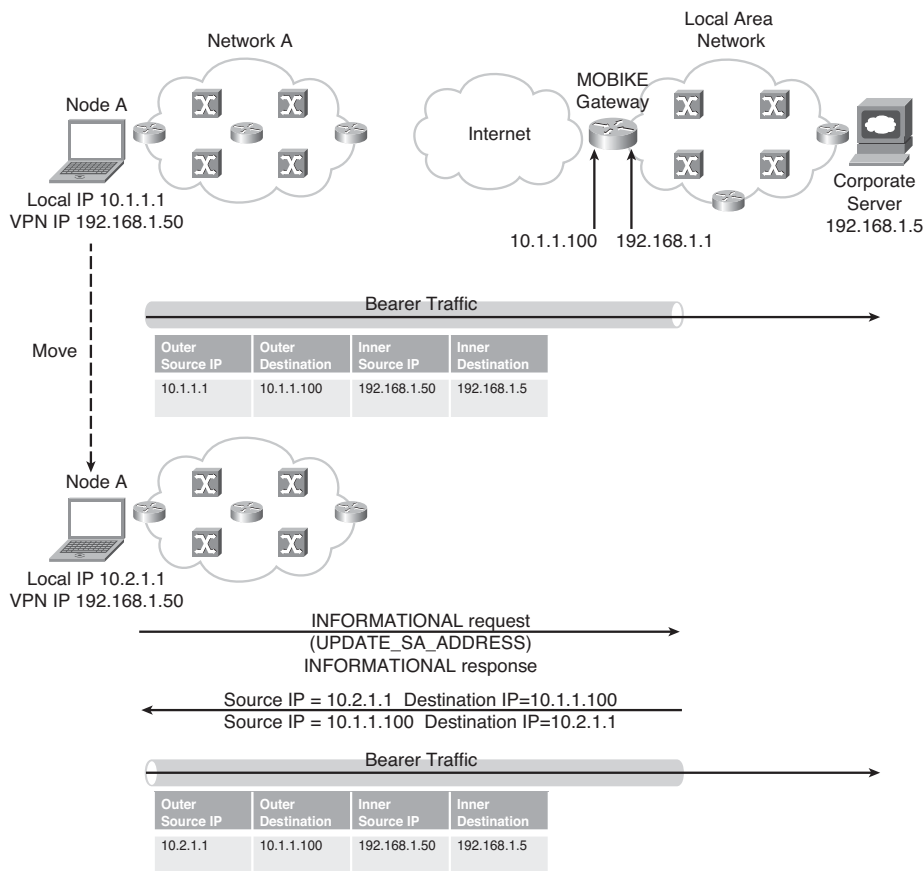 Network A
Local Area
Network
MOBIKE
Gateway
Node A
Internet
Local IP 10.1.1.1
VPN IP 192.168.1.50
Corporate
Server
192.168.1.5
10.1.1.100
192.168.1.1
Move
Bearer Traffic
Outer Source IP | Outer Destination | Inner Source IP | Inner Destination
10.1.1.1 | 10.1.1.100 | 192.168.1.50 | 192.168.1.5
Node A
Local IP 10.2.1.1
VPN IP 192.168.1.50
INFORMATIONAL request
(UPDATE_SA_ADDRESS)
INFORMATIONAL response
Source IP = 10.2.1.1 Destination IP=10.1.1.100
Source IP = 10.1.1.100 Destination IP=10.2.1.1
Bearer Traffic
Outer Source IP | Outer Destination | Inner Source IP | Inner Destination
10.2.1.1 | 10.1.1.100 | 192.168.1.50 | 192.168.1.5